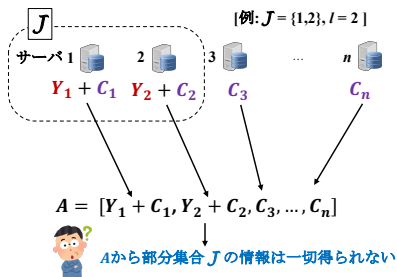 𝒥
[例: 𝒥 = {1,2}, l = 2 ]
サーバ 1 2 3 … n
Y₁ + C₁ Y₂ + C₂ C₃ Cₙ
A = [Y₁ + C₁, Y₂ + C₂, C₃, … , Cₙ]
?
Aから部分集合 𝒥 の情報は一切得られない